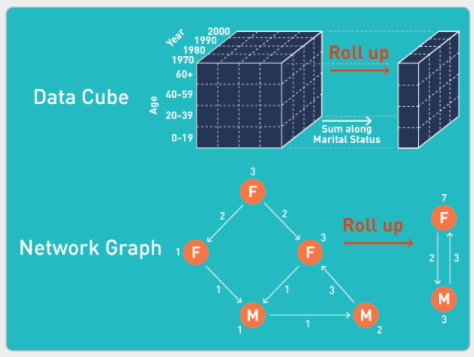 Data Cube
Year
2000
1990
1980
1970
Age
60+
40-59
20-39
0-19
Roll up
Sum along
Marital Status
Network Graph
3
F
2
2
1
F
F
3
1
1
3
M
1
1
M
2
Roll up
7
F
2
3
M
3